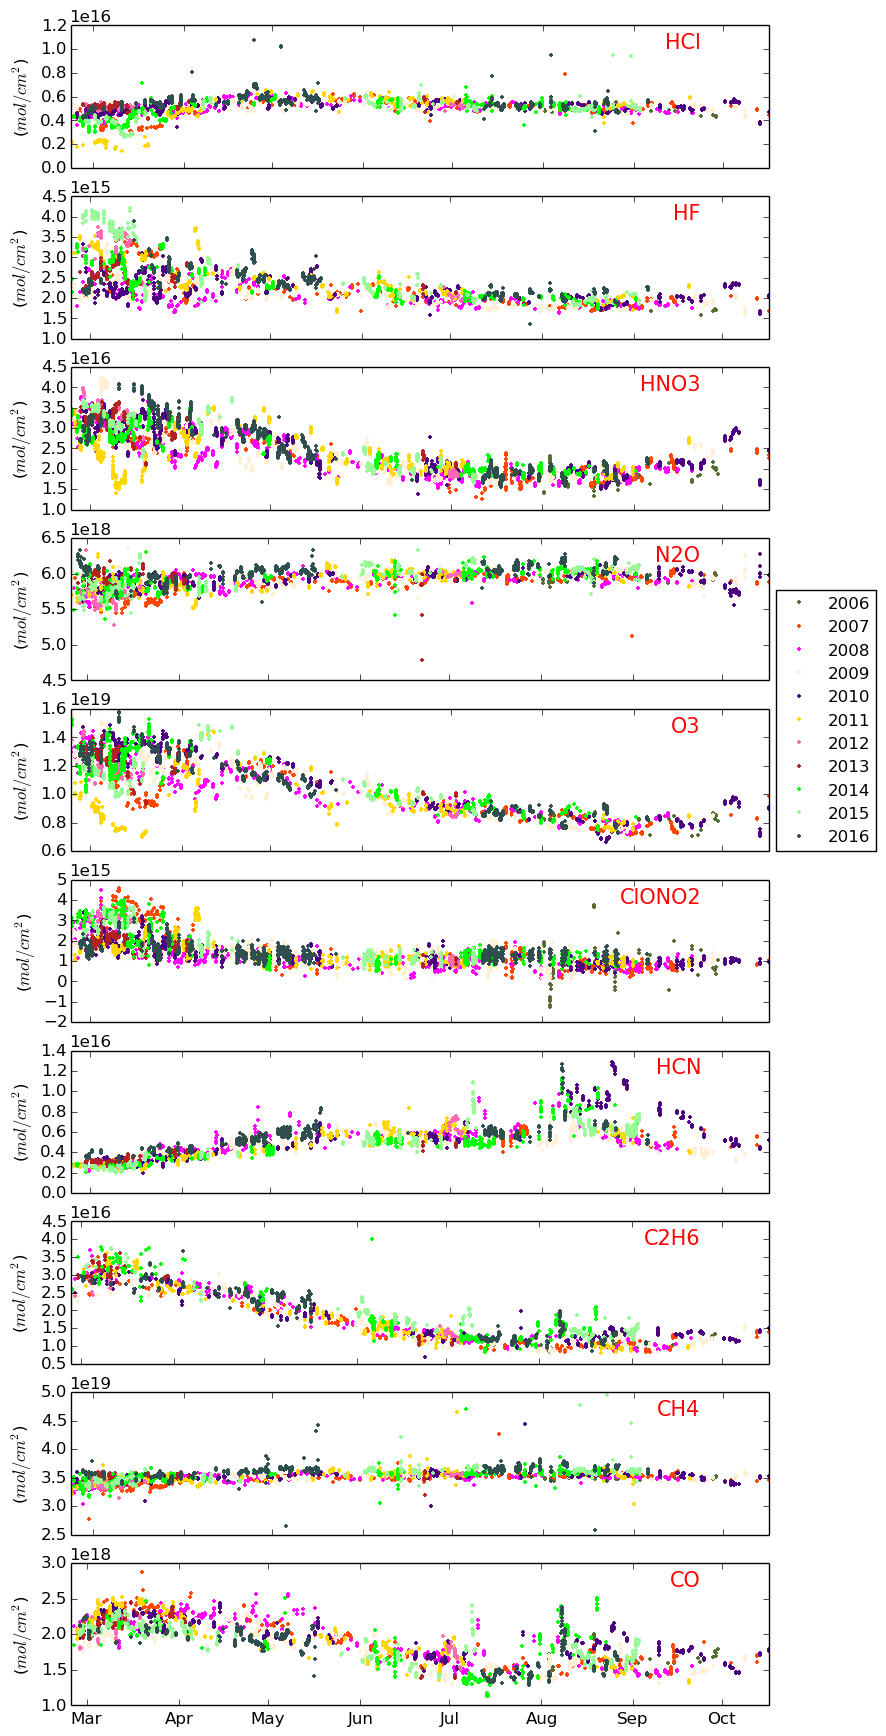 1e16
1.2
1.0
0.8
0.6
0.4
0.2
0.0
(mol/cm²)
HCl
1e15
4.5
4.0
3.5
3.0
2.5
2.0
1.5
1.0
(mol/cm²)
HF
1e16
4.5
4.0
3.5
3.0
2.5
2.0
1.5
1.0
(mol/cm²)
HNO3
1e18
6.5
6.0
5.5
5.0
4.5
(mol/cm²)
N2O
1e19
1.6
1.4
1.2
1.0
0.8
0.6
(mol/cm²)
O3
1e15
5
4
3
2
1
0
−1
−2
(mol/cm²)
ClONO2
1e16
1.4
1.2
1.0
0.8
0.6
0.4
0.2
0.0
(mol/cm²)
HCN
1e16
4.5
4.0
3.5
3.0
2.5
2.0
1.5
1.0
0.5
(mol/cm²)
C2H6
1e19
5.0
4.5
4.0
3.5
3.0
2.5
(mol/cm²)
CH4
1e18
3.0
2.5
2.0
1.5
1.0
(mol/cm²)
CO
Mar Apr May Jun Jul Aug Sep Oct
2006
2007
2008
2009
2010
2011
2012
2013
2014
2015
2016